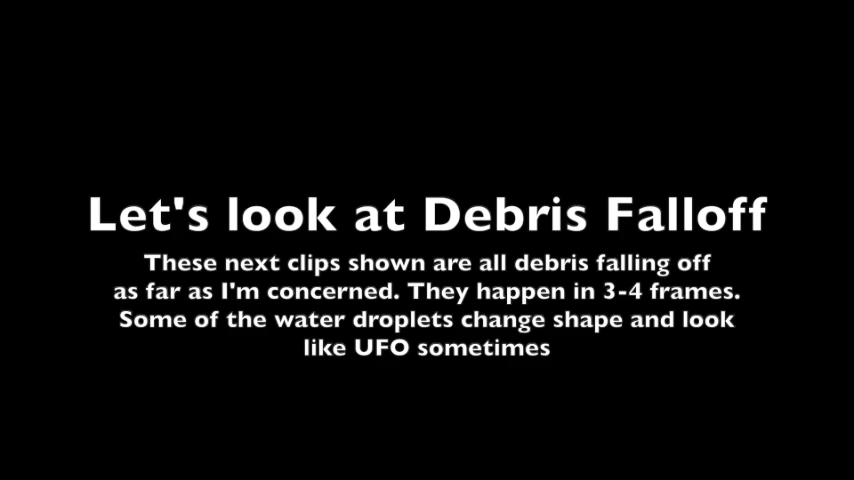 Let's look at Debris Falloff
These next clips shown are all debris falling off
as far as I'm concerned. They happen in 3-4 frames.
Some of the water droplets change shape and look
like UFO sometimes